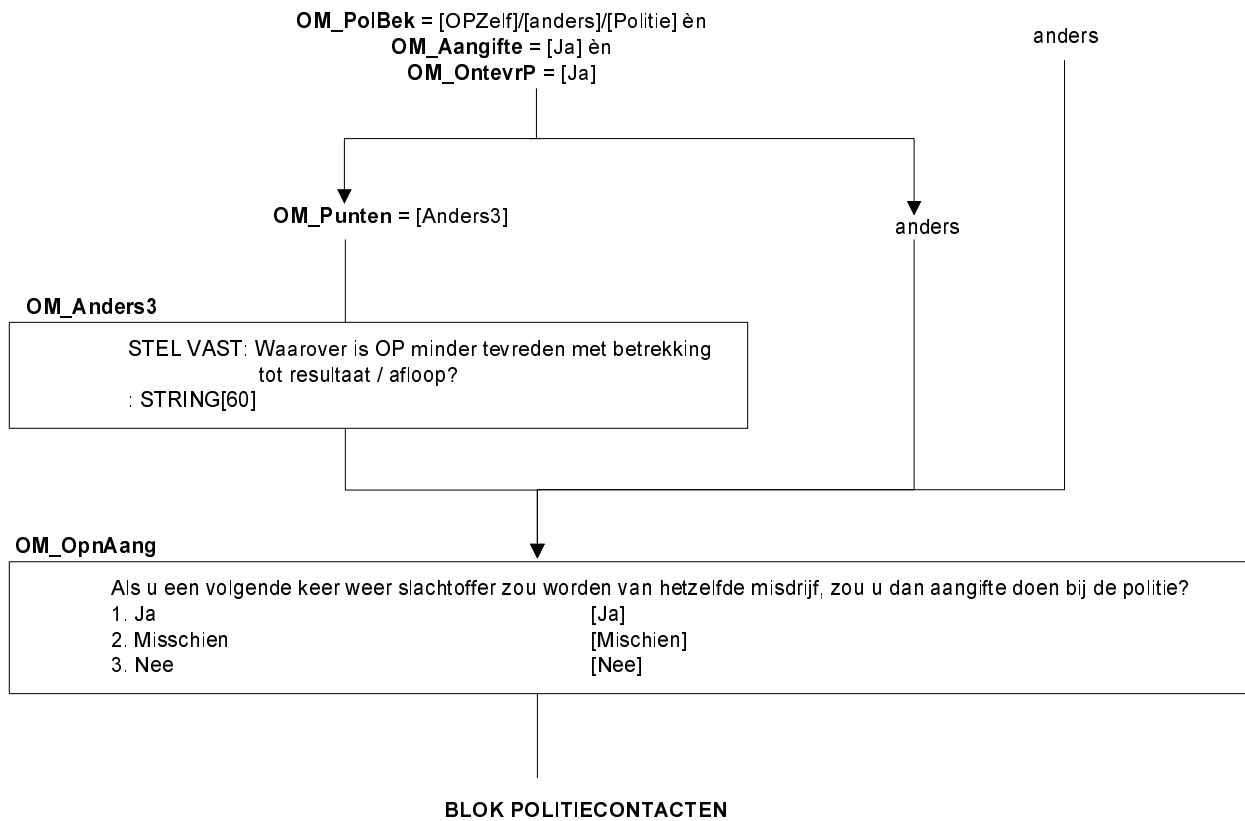 OM_PolBek = [OPZelf]/[anders]/[Politie] èn
OM_Aangifte = [Ja] èn
OM_OntevrP = [Ja]
anders
OM_Punten = [Anders3]
anders
OM_Anders3
STEL VAST: Waarover is OP minder tevreden met betrekking
tot resultaat / afloop?
: STRING[60]
OM_OpnAang
Als u een volgende keer weer slachtoffer zou worden van hetzelfde misdrijf, zou u dan aangifte doen bij de politie?
1. Ja [Ja]
2. Misschien [Mischien]
3. Nee [Nee]
BLOK POLITIECONTACTEN